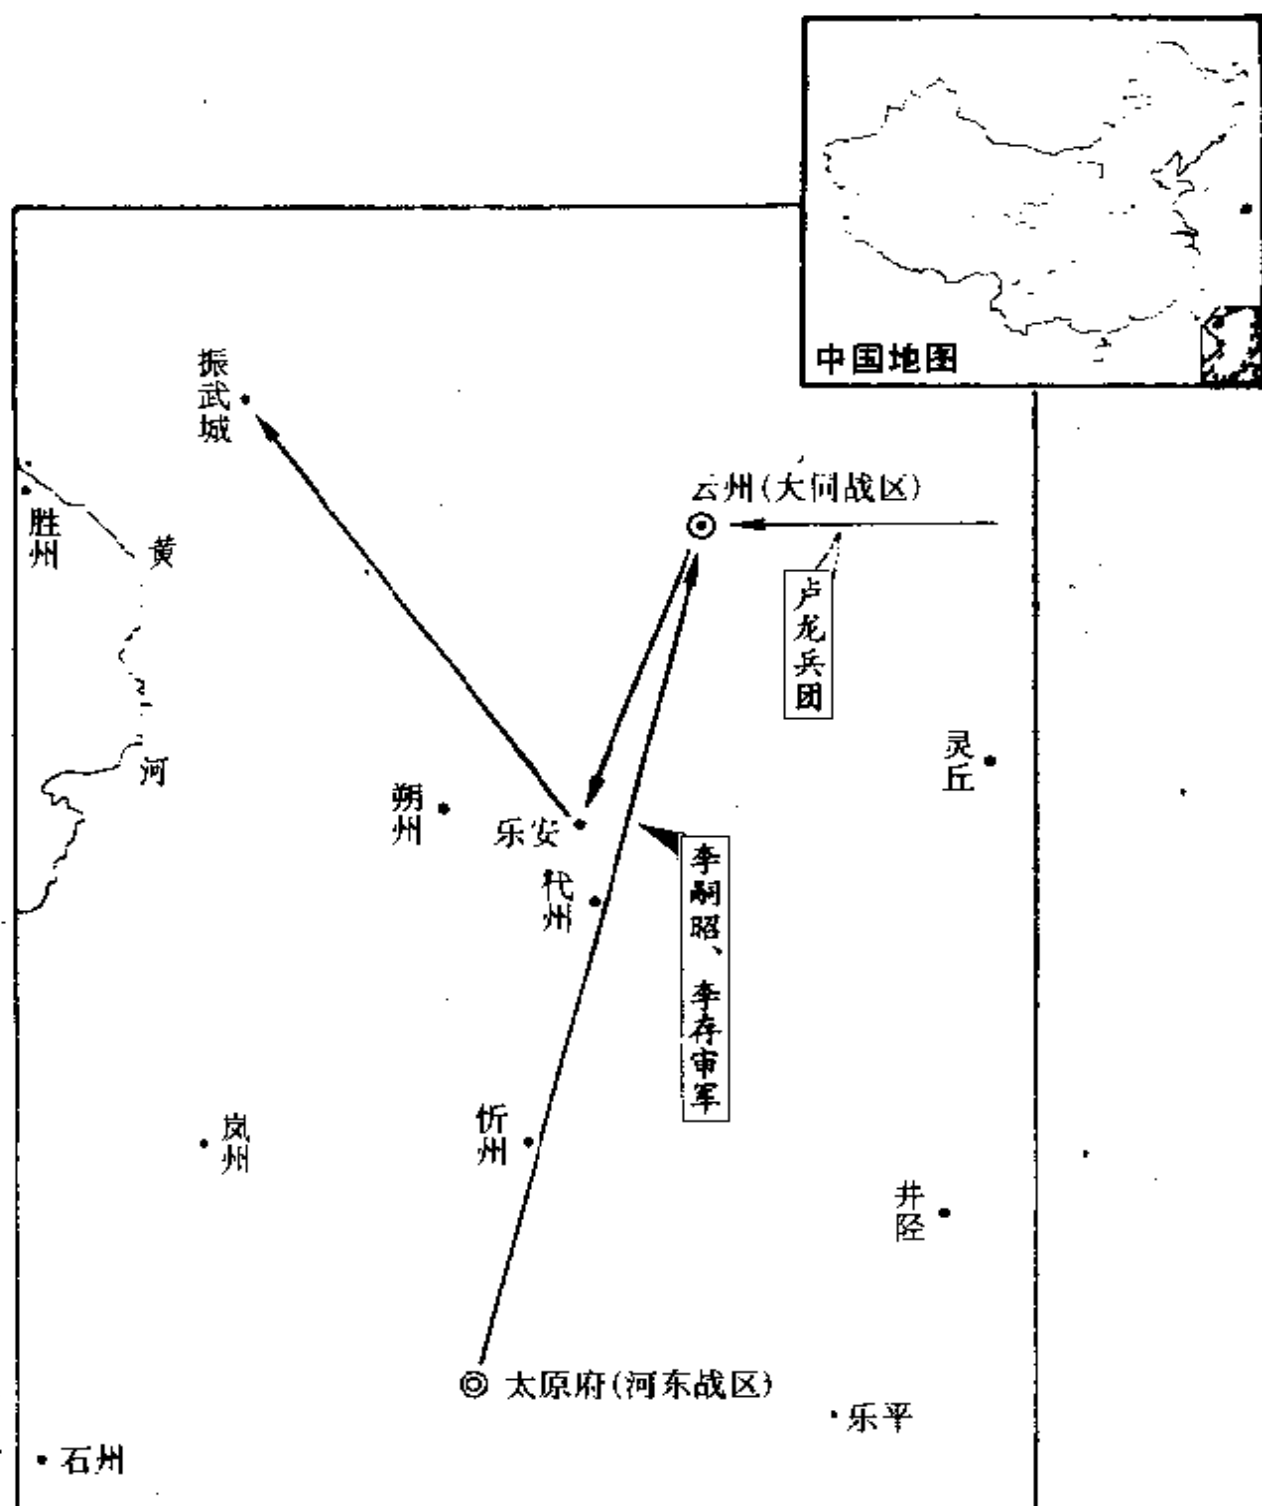 中国地图
振武城
云州(大同战区)
胜州
黄
河
卢龙兵团
灵丘
朔州
乐安
代州
李嗣昭、李存审军
岚州
忻州
井陉
太原府(河东战区)
乐平
石州